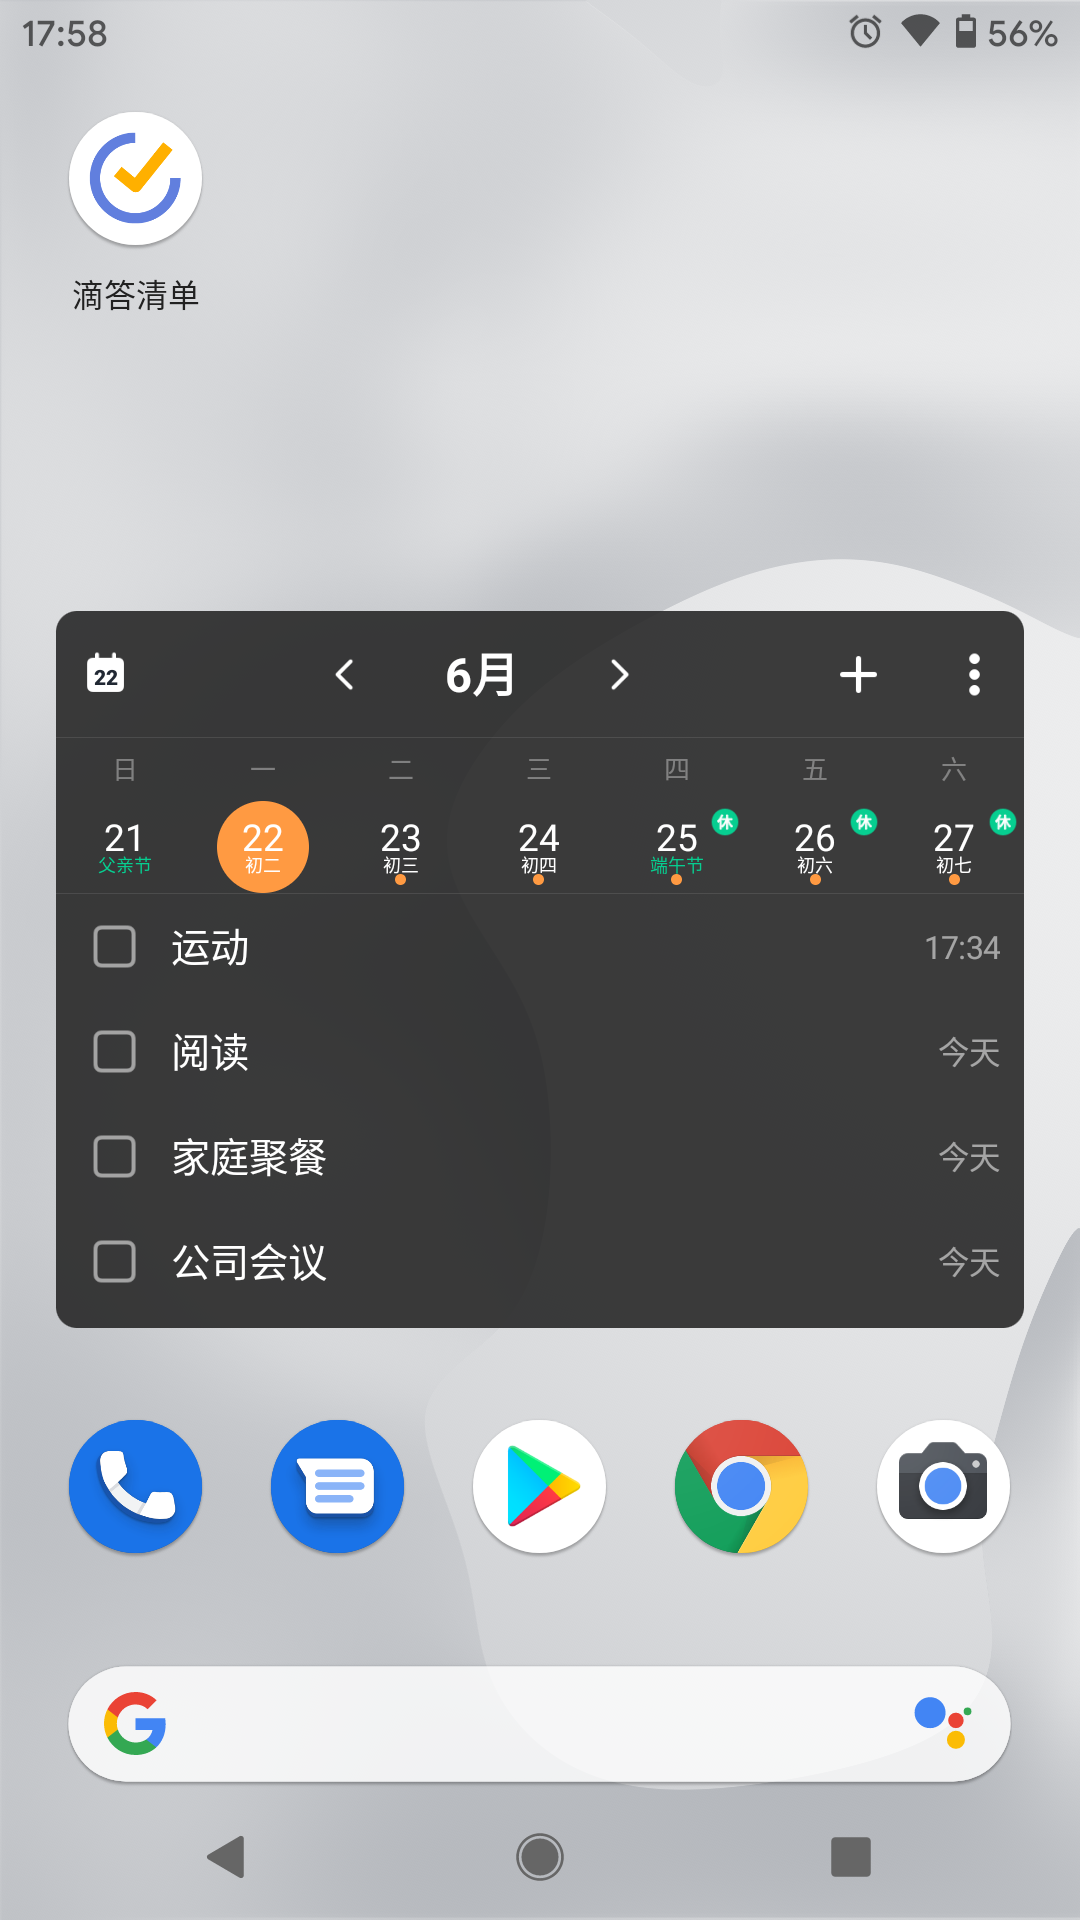 17:58 56%
滴答清单
22 6月
日 一 二 三 四 五 六
21 22 23 24 25 休 26 休 27 休
父亲节 初二 初三 初四 端午节 初六 初七
运动 17:34
阅读 今天
家庭聚餐 今天
公司会议 今天